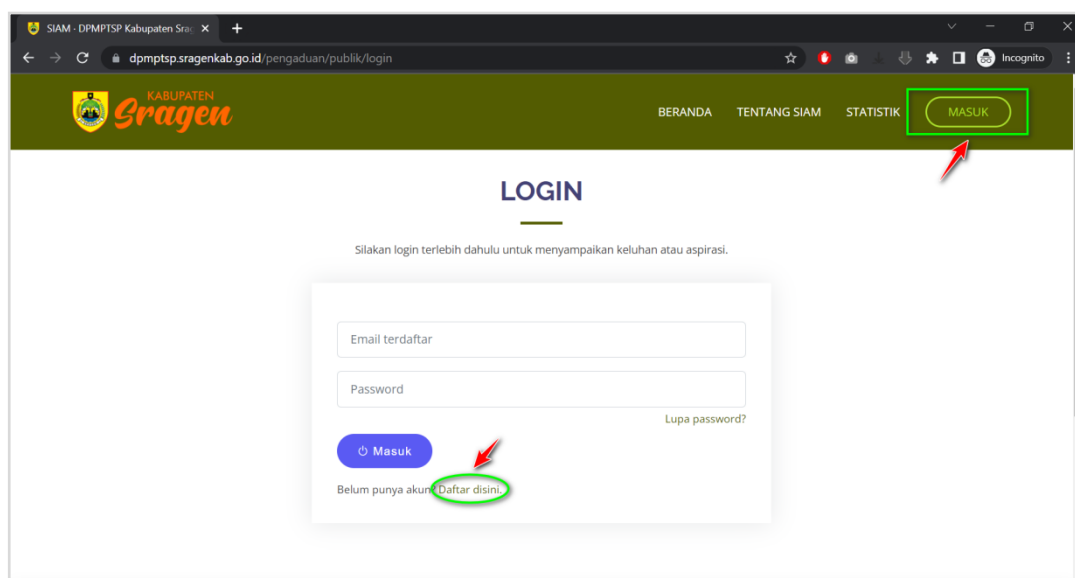 SIAM - DPMPTSP Kabupaten Srag
dpmptsp.sragenkab.go.id/pengaduan/publik/login
Incognito
KABUPATEN
Sragen
BERANDA TENTANG SIAM STATISTIK MASUK
LOGIN
Silakan login terlebih dahulu untuk menyampaikan keluhan atau aspirasi.
Email terdaftar
Password
Lupa password?
Masuk
Belum punya akun? Daftar disini.